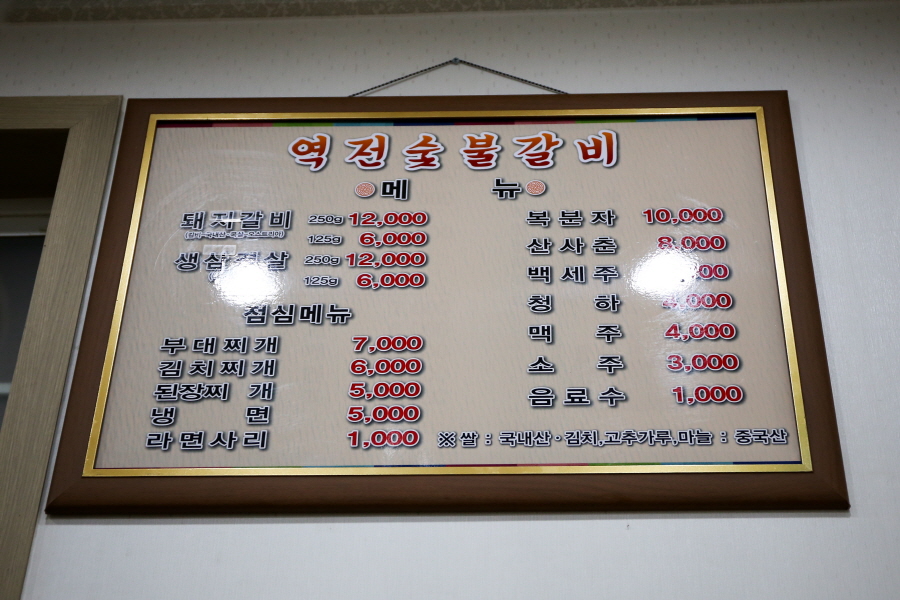 역전숯불갈비
메 뉴
돼지갈비 250g 12,000
125g 6,000
생삼겹살 250g 12,000
125g 6,000
점심메뉴
부대찌개 7,000
김치찌개 6,000
된장찌개 5,000
냉 면 5,000
라면사리 1,000
복분자 10,000
산사춘 8,000
백세주
청 하
맥 주 4,000
소 주 3,000
음료수 1,000
※쌀 : 국내산·김치,고추가루,마늘 : 중국산